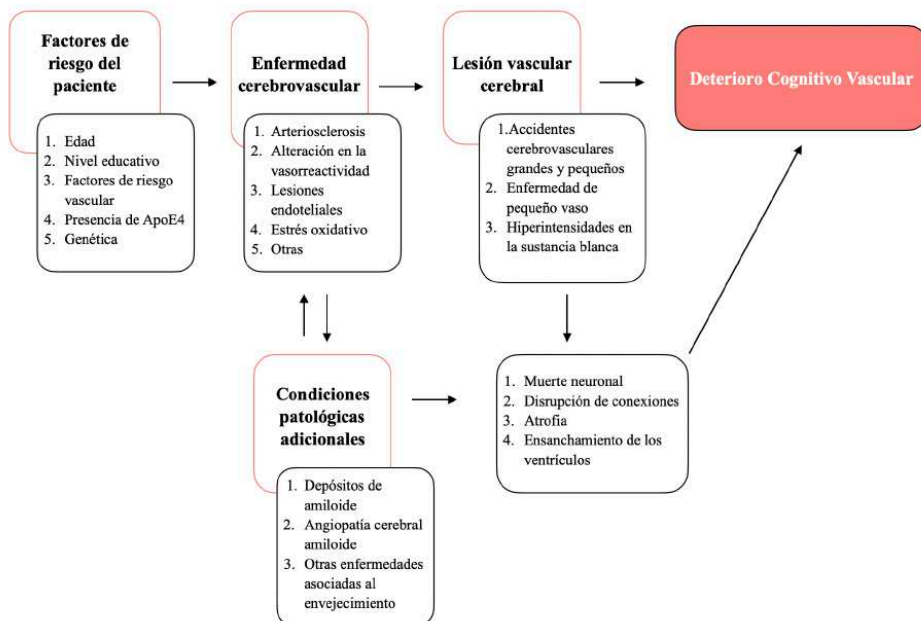 Factores de
riesgo del
paciente
1. Edad
2. Nivel educativo
3. Factores de riesgo
vascular
4. Presencia de ApoE4
5. Genética
Enfermedad
cerebrovascular
1. Arteriosclerosis
2. Alteración en la
vasorreactividad
3. Lesiones
endoteliales
4. Estrés oxidativo
5. Otras
Lesión vascular
cerebral
1.Accidentes
cerebrovasculares
grandes y pequeños
2. Enfermedad de
pequeño vaso
3. Hiperintensidades en
la sustancia blanca
Deterioro Cognitivo Vascular
Condiciones
patológicas
adicionales
1. Depósitos de
amiloide
2. Angiopatía cerebral
amiloide
3. Otras enfermedades
asociadas al
envejecimiento
1. Muerte neuronal
2. Disrupción de conexiones
3. Atrofia
4. Ensanchamiento de los
ventrículos